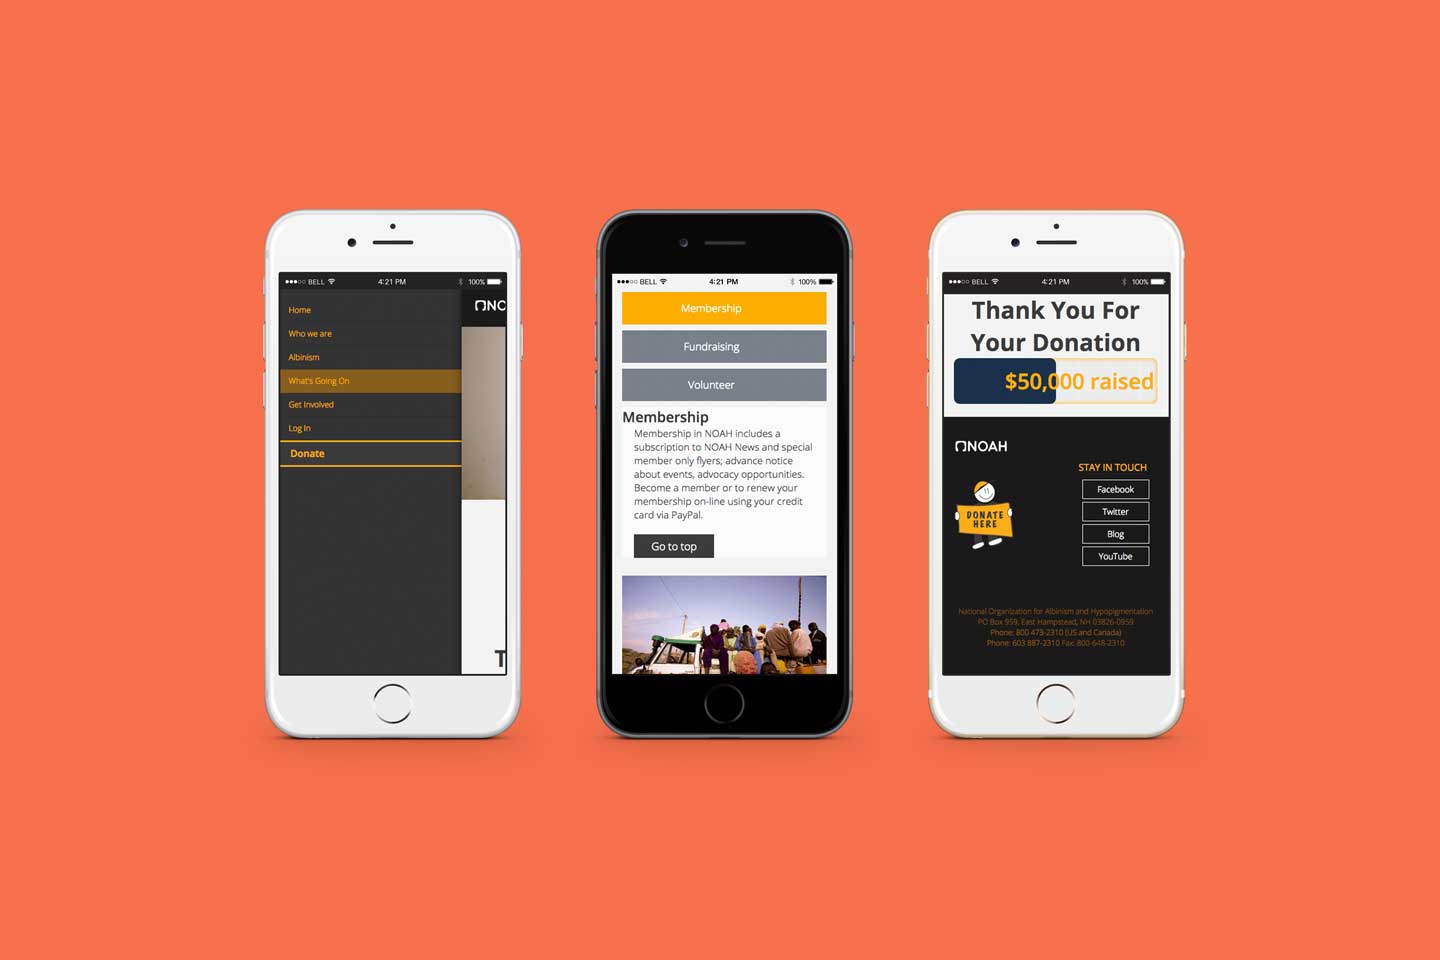 ●●●○○ BELL 4:21 PM 100%
Home
Who we are
Albinism
What's Going On
Get Involved
Log In
Donate
NO
T
●●●○○ BELL 4:21 PM 100%
Membership
Fundraising
Volunteer
Membership
Membership in NOAH includes a
subscription to NOAH News and special
member only flyers; advance notice
about events, advocacy opportunities.
Become a member or to renew your
membership on-line using your credit
card via PayPal.
Go to top
●●●○○ BELL 4:21 PM 100%
Thank You For
Your Donation
$50,000 raised
NOAH
STAY IN TOUCH
Facebook
Twitter
Blog
YouTube
DONATE
HERE
National Organization for Albinism and Hypopigmentation
PO Box 959, East Hampstead, NH 03826-0959
Phone: 800 473-2310 (US and Canada)
Phone: 603 887-2310 Fax: 800-648-2310